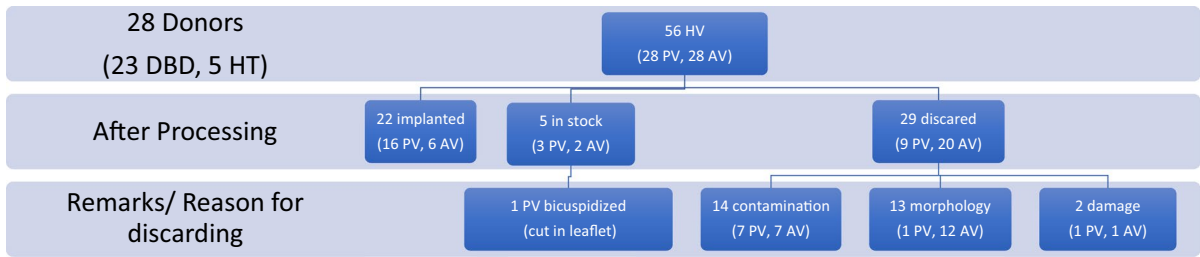 28 Donors
(23 DBD, 5 HT)
56 HV
(28 PV, 28 AV)
After Processing
22 implanted
(16 PV, 6 AV)
5 in stock
(3 PV, 2 AV)
29 discared
(9 PV, 20 AV)
Remarks/ Reason for
discarding
1 PV bicuspidized
(cut in leaflet)
14 contamination
(7 PV, 7 AV)
13 morphology
(1 PV, 12 AV)
2 damage
(1 PV, 1 AV)